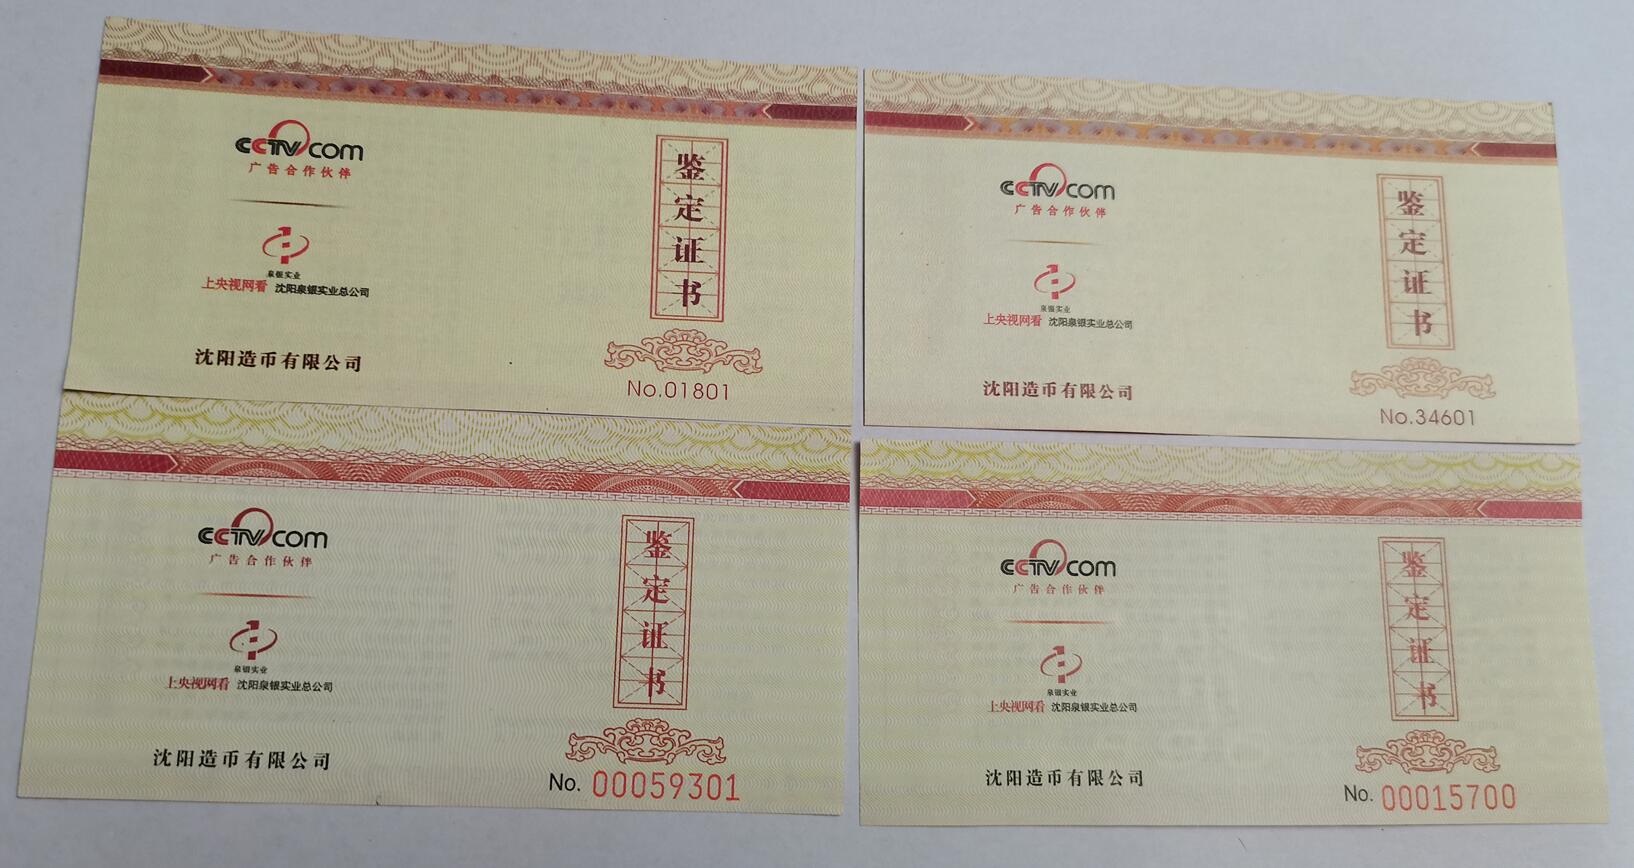 CCTV.com
广告合作伙伴
泉银实业
上央视网看 沈阳泉银实业总公司
沈阳造币有限公司
鉴定证书
No.01801
CCTV.com
广告合作伙伴
泉银实业
上央视网看 沈阳泉银实业总公司
沈阳造币有限公司
鉴定证书
No.34601
CCTV.com
广告合作伙伴
泉银实业
上央视网看 沈阳泉银实业总公司
沈阳造币有限公司
鉴定证书
No. 00059301
CCTV.com
广告合作伙伴
泉银实业
上央视网看 沈阳泉银实业总公司
沈阳造币有限公司
鉴定证书
No. 00015700